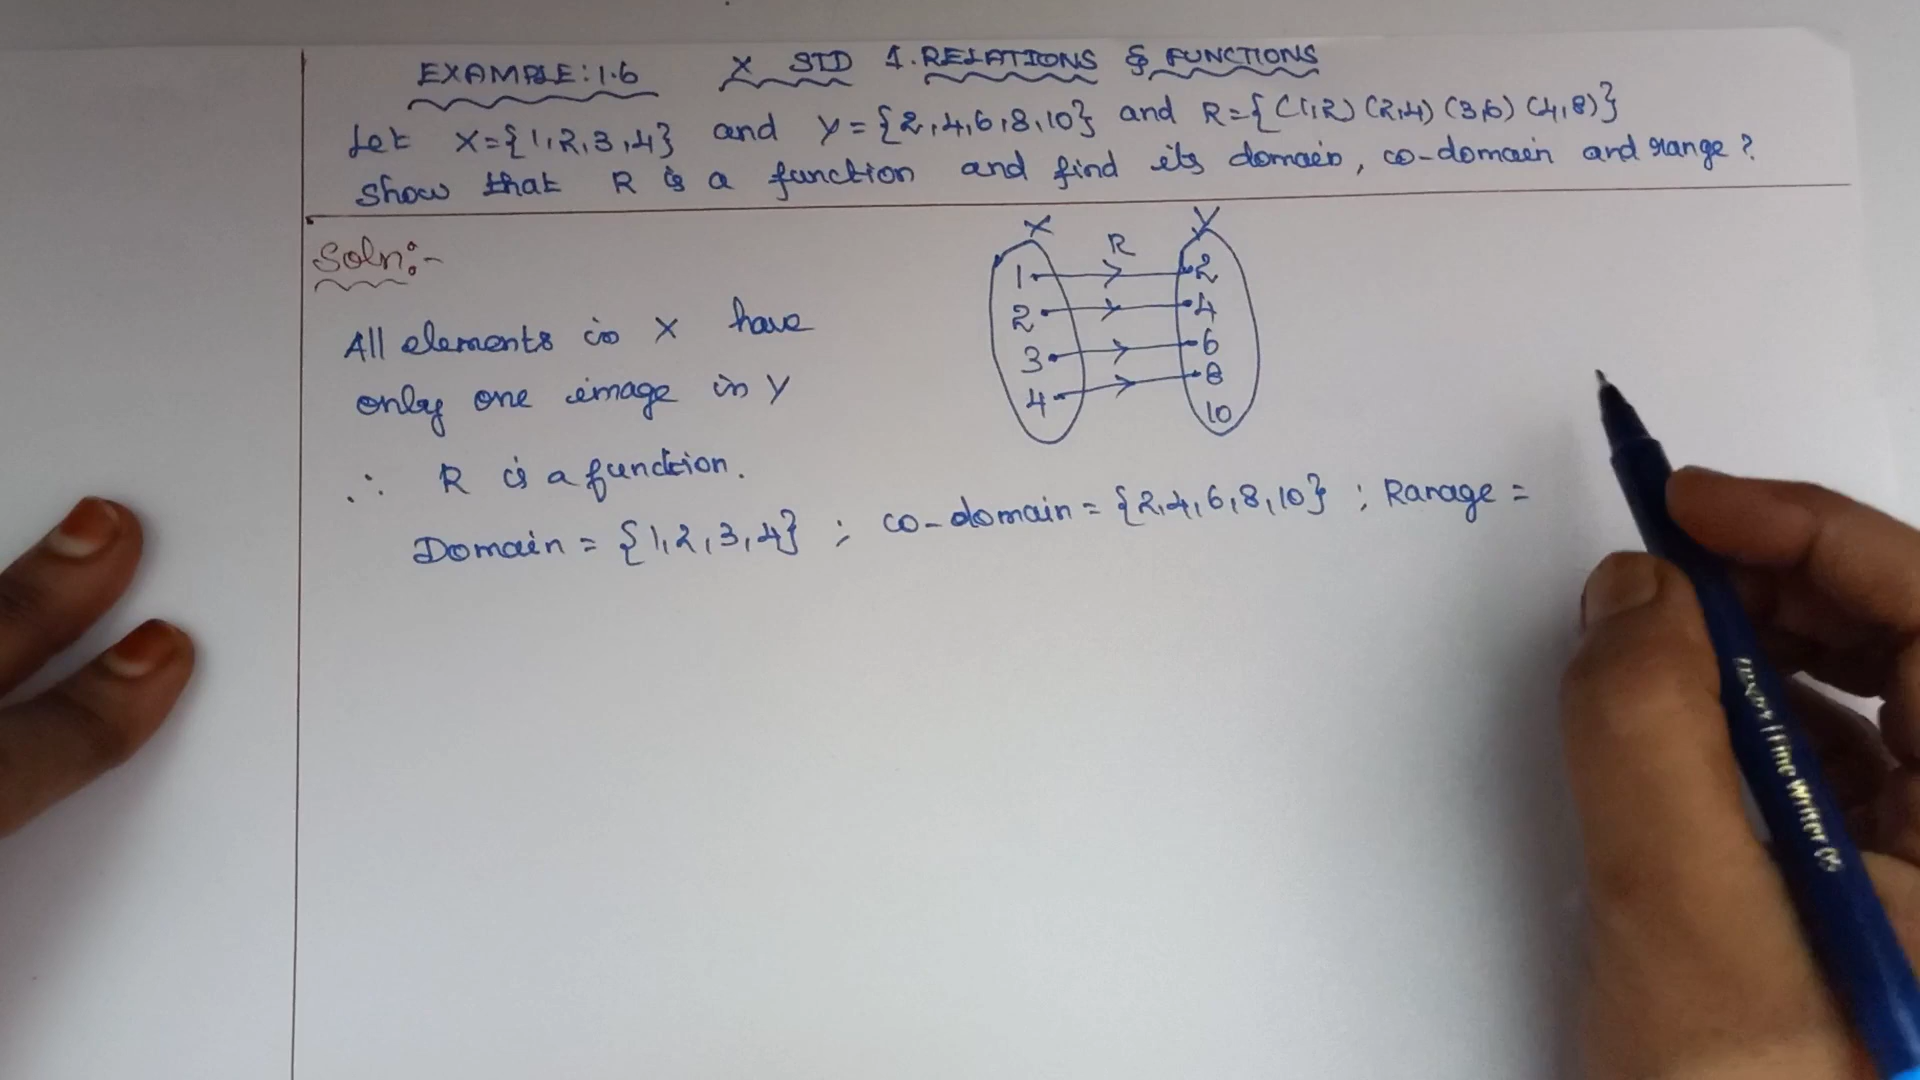 EXAMPLE:1.6 X STD 1. RELATIONS & FUNCTIONS
Let X={1,2,3,4} and Y={2,4,6,8,10} and R={(1,2)(2,4)(3,6)(4,8)}
Show that R is a function and find its domain, co-domain and range?
Soln:-
X R Y
1 2
2 4
3 6
4 8
10
All elements in X have
only one image in Y
∴ R is a function.
Domain = {1,2,3,4} ; co-domain = {2,4,6,8,10} ; Ranage =
Fine Writer